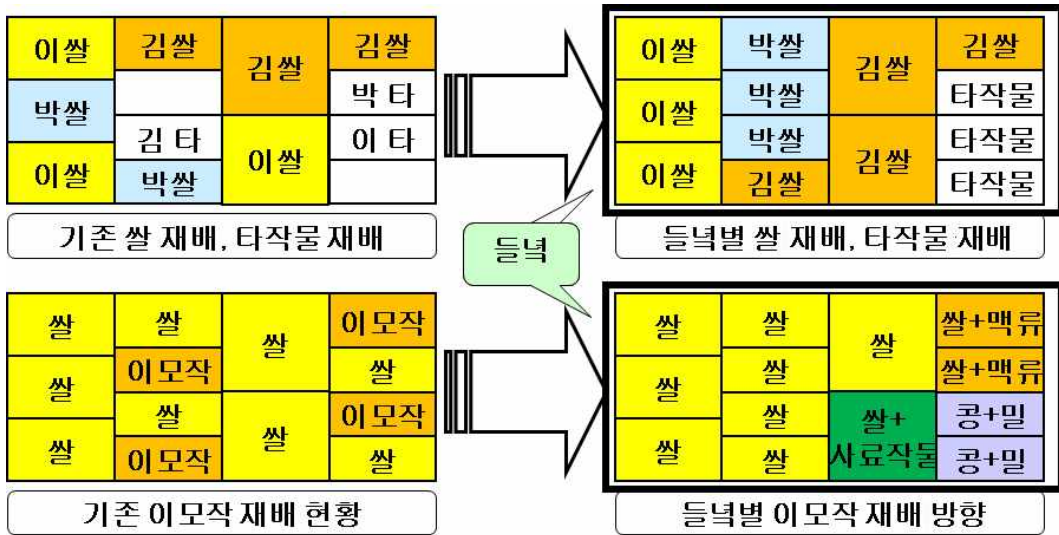 이쌀
박쌀
이쌀
김쌀
김 타
박쌀
김쌀
이쌀
김쌀
박 타
이 타
기존 쌀 재배, 타작물 재배
이쌀
이쌀
이쌀
박쌀
박쌀
박쌀
김쌀
김쌀
김쌀
김쌀
타작물
타작물
타작물
들녘별 쌀 재배, 타작물 재배
들녘
쌀
쌀
쌀
쌀
이모작
쌀
이모작
쌀
쌀
이모작
쌀
이모작
쌀
기존 이모작 재배 현황
쌀
쌀
쌀
쌀
쌀
쌀
쌀
쌀
쌀+
사료작물
쌀+맥류
쌀+맥류
콩+밀
콩+밀
들녘별 이모작 재배 방향